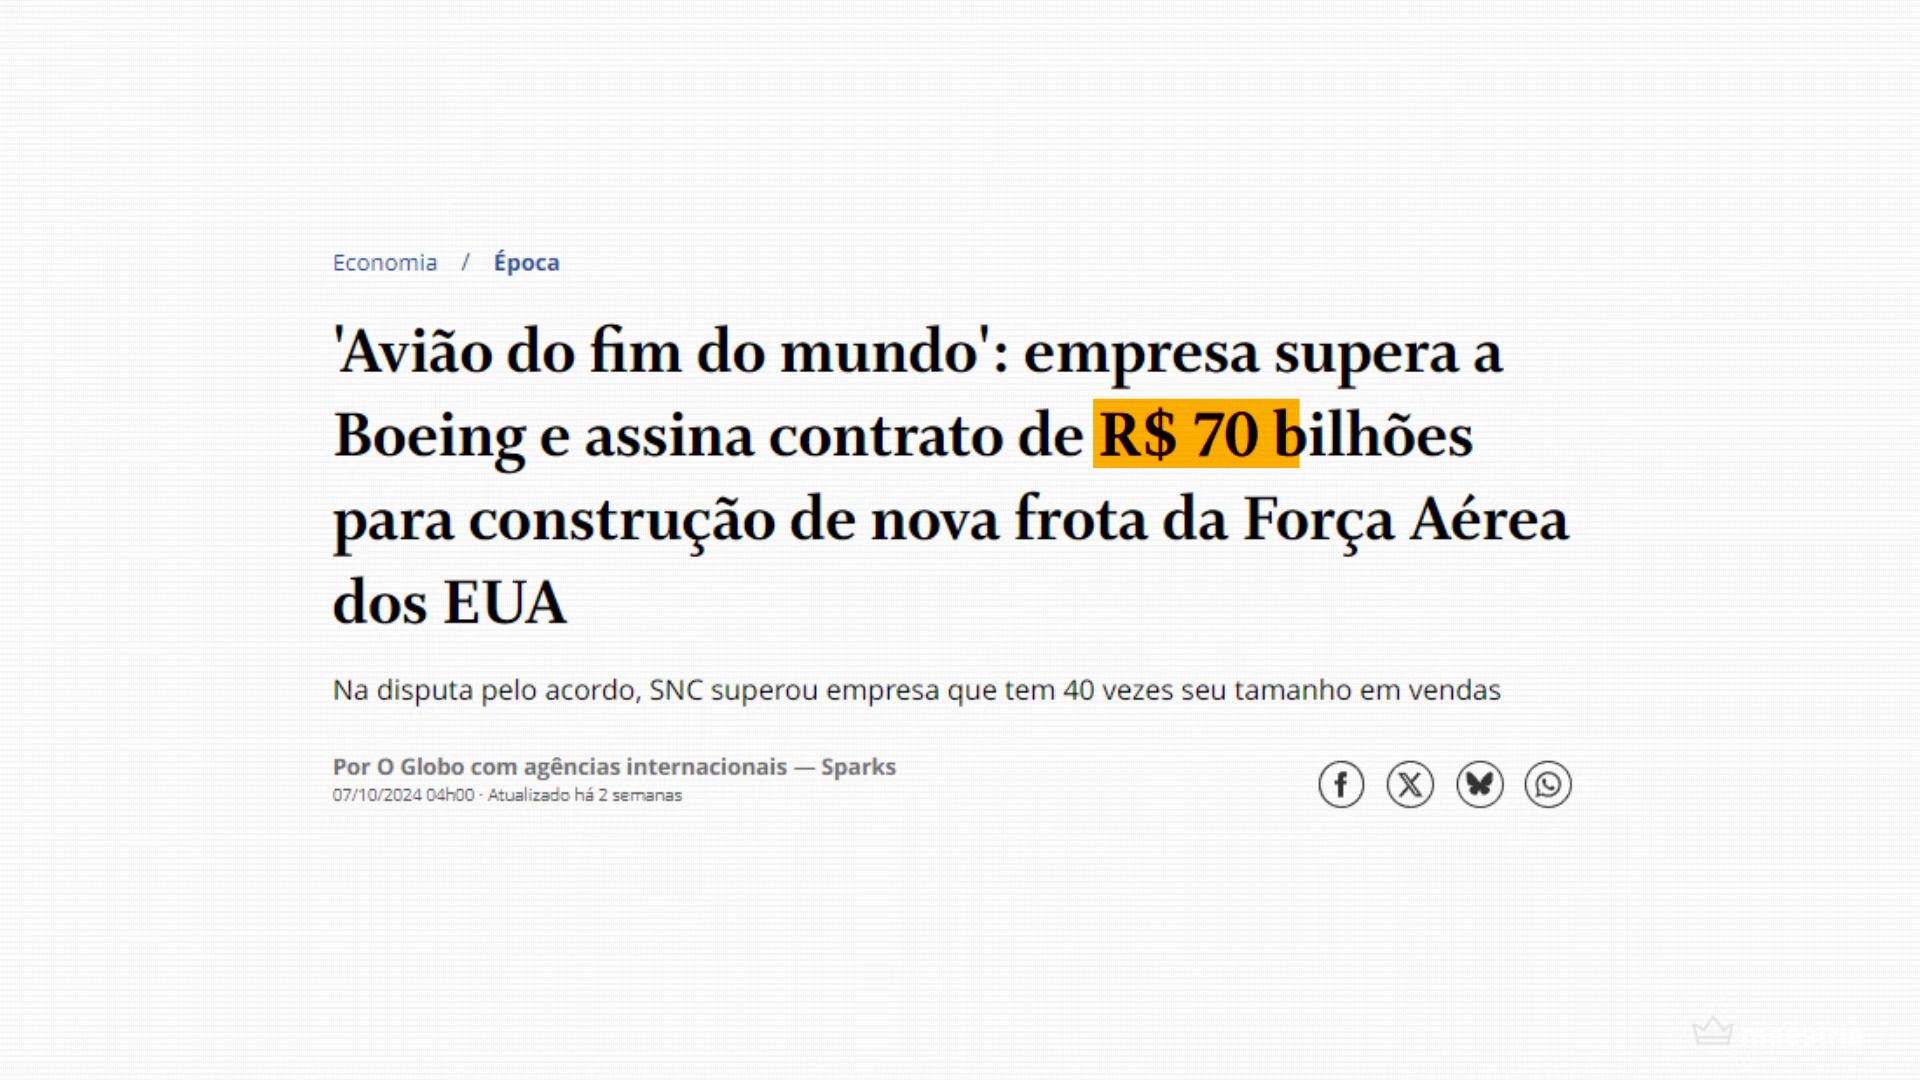 Economia / Época
'Avião do fim do mundo': empresa supera a
Boeing e assina contrato de R$ 70 bilhões
para construção de nova frota da Força Aérea
dos EUA
Na disputa pelo acordo, SNC superou empresa que tem 40 vezes seu tamanho em vendas
Por O Globo com agências internacionais — Sparks
07/10/2024 04h00 · Atualizado há 2 semanas